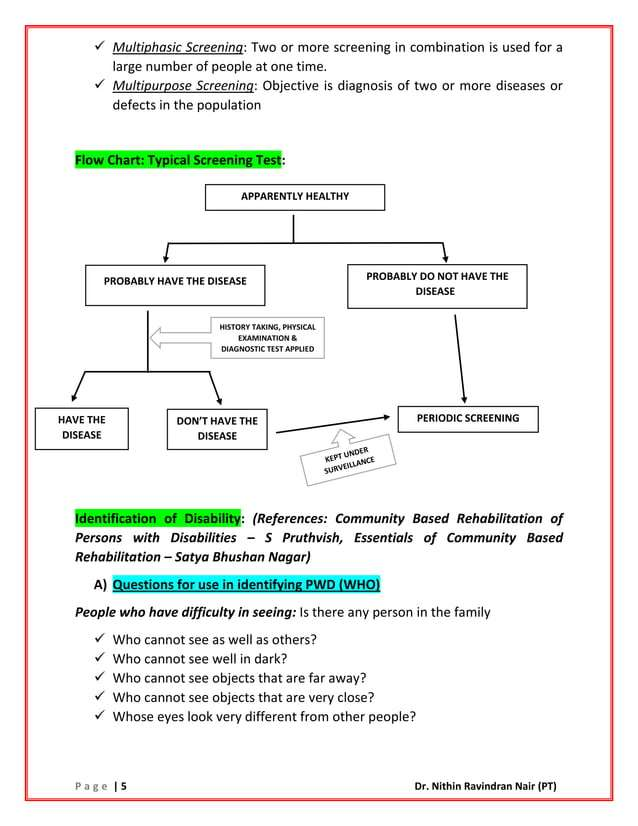 ✓ Multiphasic Screening: Two or more screening in combination is used for a
large number of people at one time.
✓ Multipurpose Screening: Objective is diagnosis of two or more diseases or
defects in the population
Flow Chart: Typical Screening Test:
APPARENTLY HEALTHY
PROBABLY HAVE THE DISEASE
PROBABLY DO NOT HAVE THE
DISEASE
HISTORY TAKING, PHYSICAL
EXAMINATION &
DIAGNOSTIC TEST APPLIED
HAVE THE
DISEASE
DON'T HAVE THE
DISEASE
PERIODIC SCREENING
KEPT UNDER
SURVEILLANCE
Identification of Disability: (References: Community Based Rehabilitation of
Persons with Disabilities – S Pruthvish, Essentials of Community Based
Rehabilitation – Satya Bhushan Nagar)
A) Questions for use in identifying PWD (WHO)
People who have difficulty in seeing: Is there any person in the family
✓ Who cannot see as well as others?
✓ Who cannot see well in dark?
✓ Who cannot see objects that are far away?
✓ Who cannot see objects that are very close?
✓ Whose eyes look very different from other people?
Page | 5
Dr. Nithin Ravindran Nair (PT)